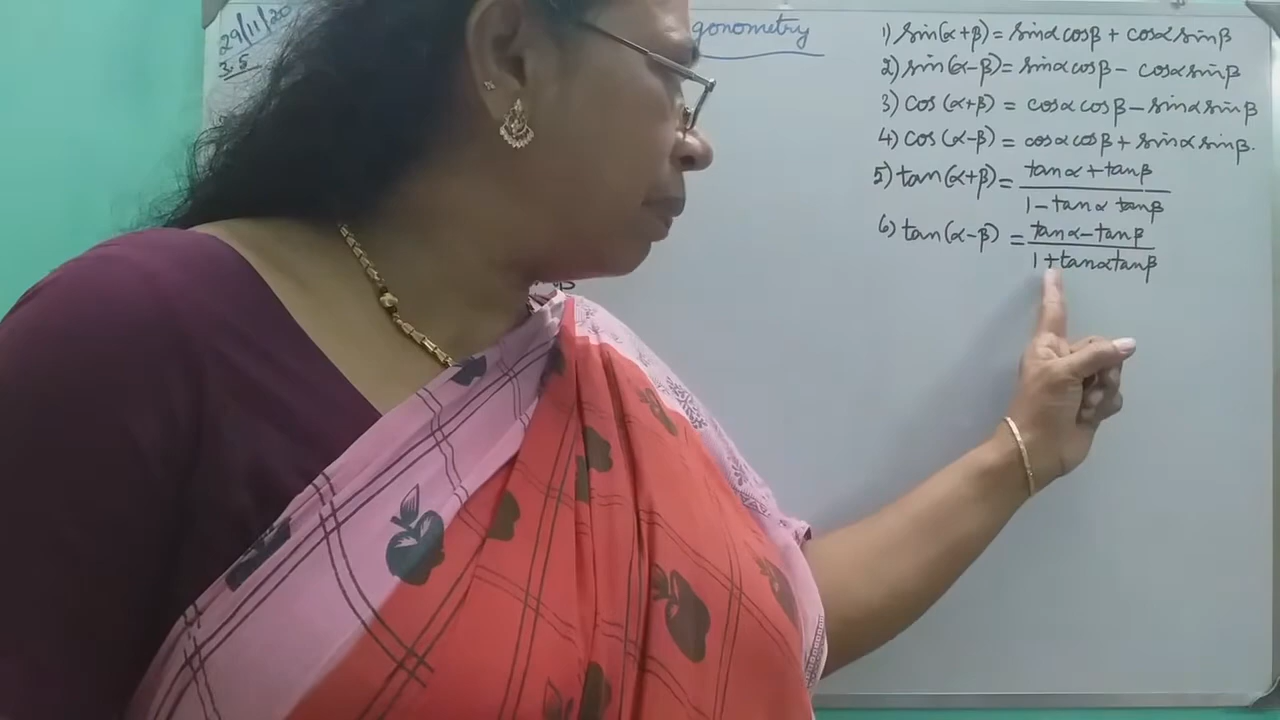 29/11/20
3.5
gonometry
1) sin(α+β) = sinα cosβ + cosα sinβ
2) sin(α-β) = sinα cosβ - cosα sinβ
3) cos (α+β) = cosα cosβ - sinα sinβ
4) cos (α-β) = cosα cosβ + sinα sinβ.
5) tan(α+β) = tanα + tanβ / 1 - tanα tanβ
6) tan(α-β) = tanα - tanβ / 1 + tanα tanβ